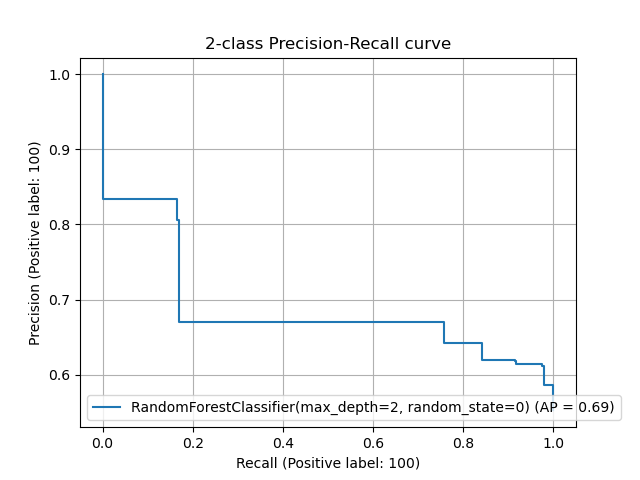 2-class Precision-Recall curve
1.0
0.9
0.8
0.7
0.6
Precision (Positive label: 100)
RandomForestClassifier(max_depth=2, random_state=0) (AP = 0.69)
0.0 0.2 0.4 0.6 0.8 1.0
Recall (Positive label: 100)